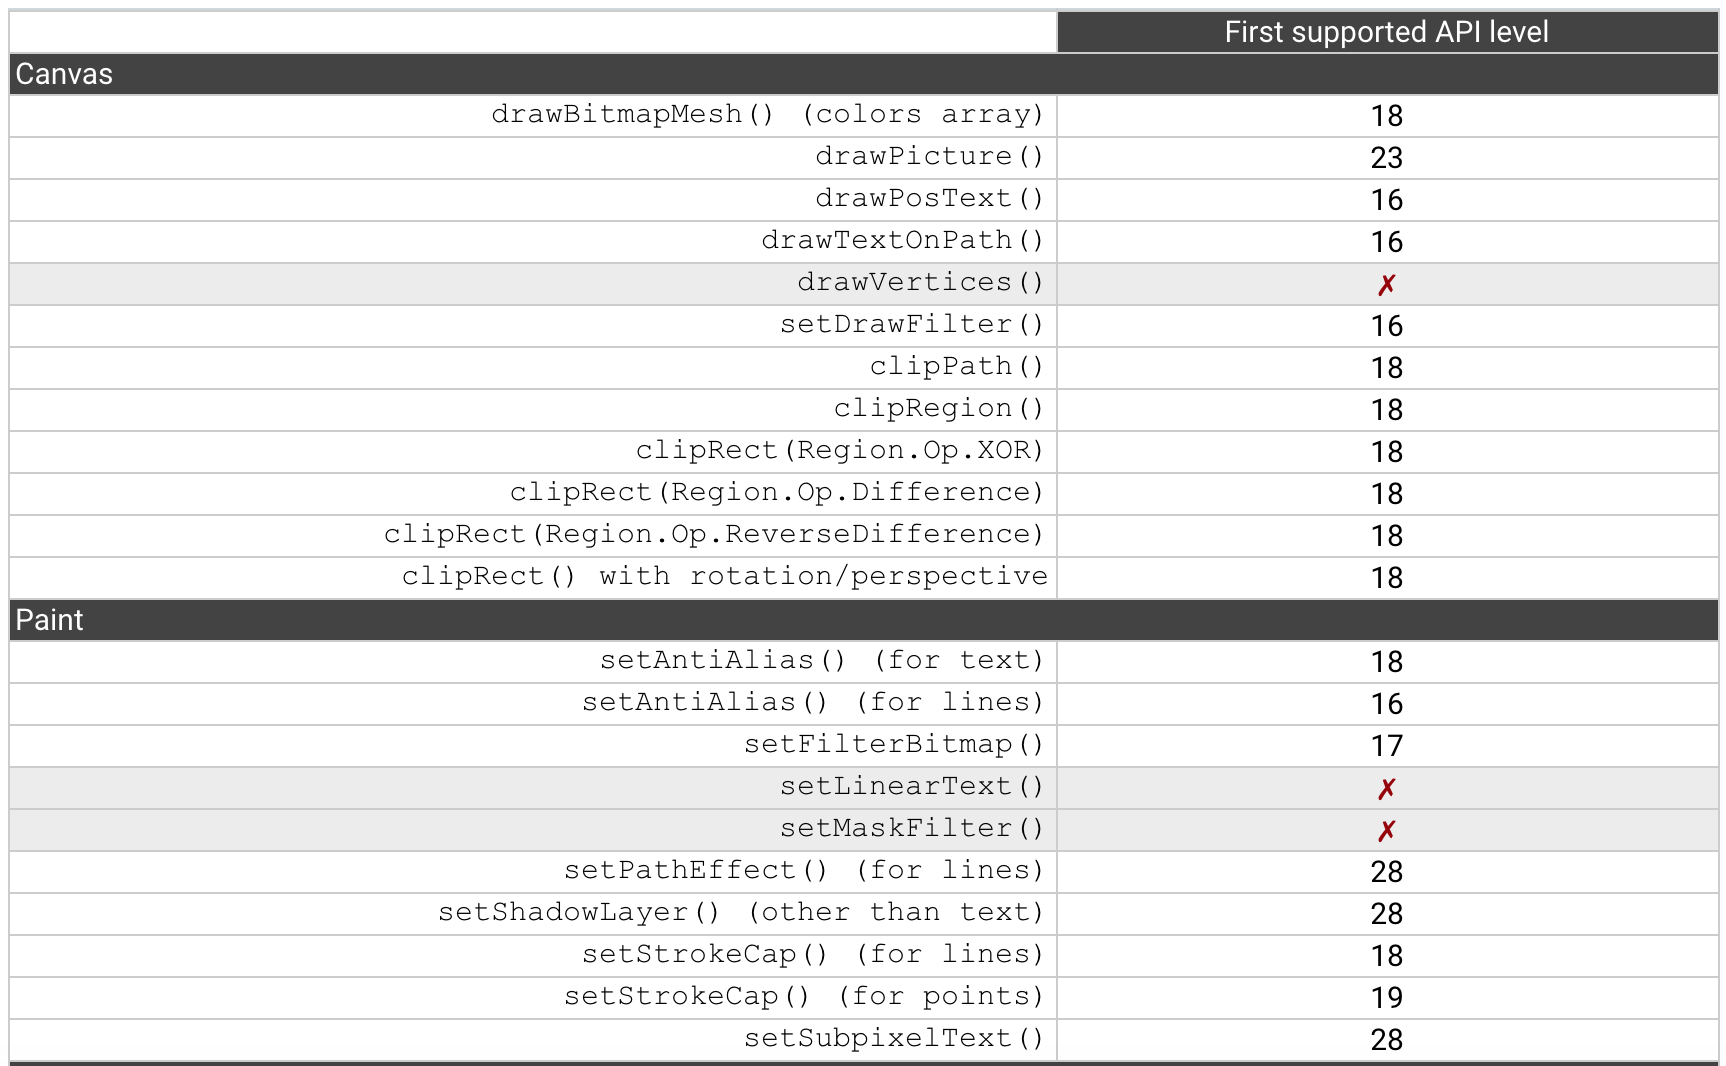 First supported API level
Canvas
drawBitmapMesh() (colors array) 18
drawPicture() 23
drawPosText() 16
drawTextOnPath() 16
drawVertices() ✗
setDrawFilter() 16
clipPath() 18
clipRegion() 18
clipRect(Region.Op.XOR) 18
clipRect(Region.Op.Difference) 18
clipRect(Region.Op.ReverseDifference) 18
clipRect() with rotation/perspective 18
Paint
setAntiAlias() (for text) 18
setAntiAlias() (for lines) 16
setFilterBitmap() 17
setLinearText() ✗
setMaskFilter() ✗
setPathEffect() (for lines) 28
setShadowLayer() (other than text) 28
setStrokeCap() (for lines) 18
setStrokeCap() (for points) 19
setSubpixelText() 28